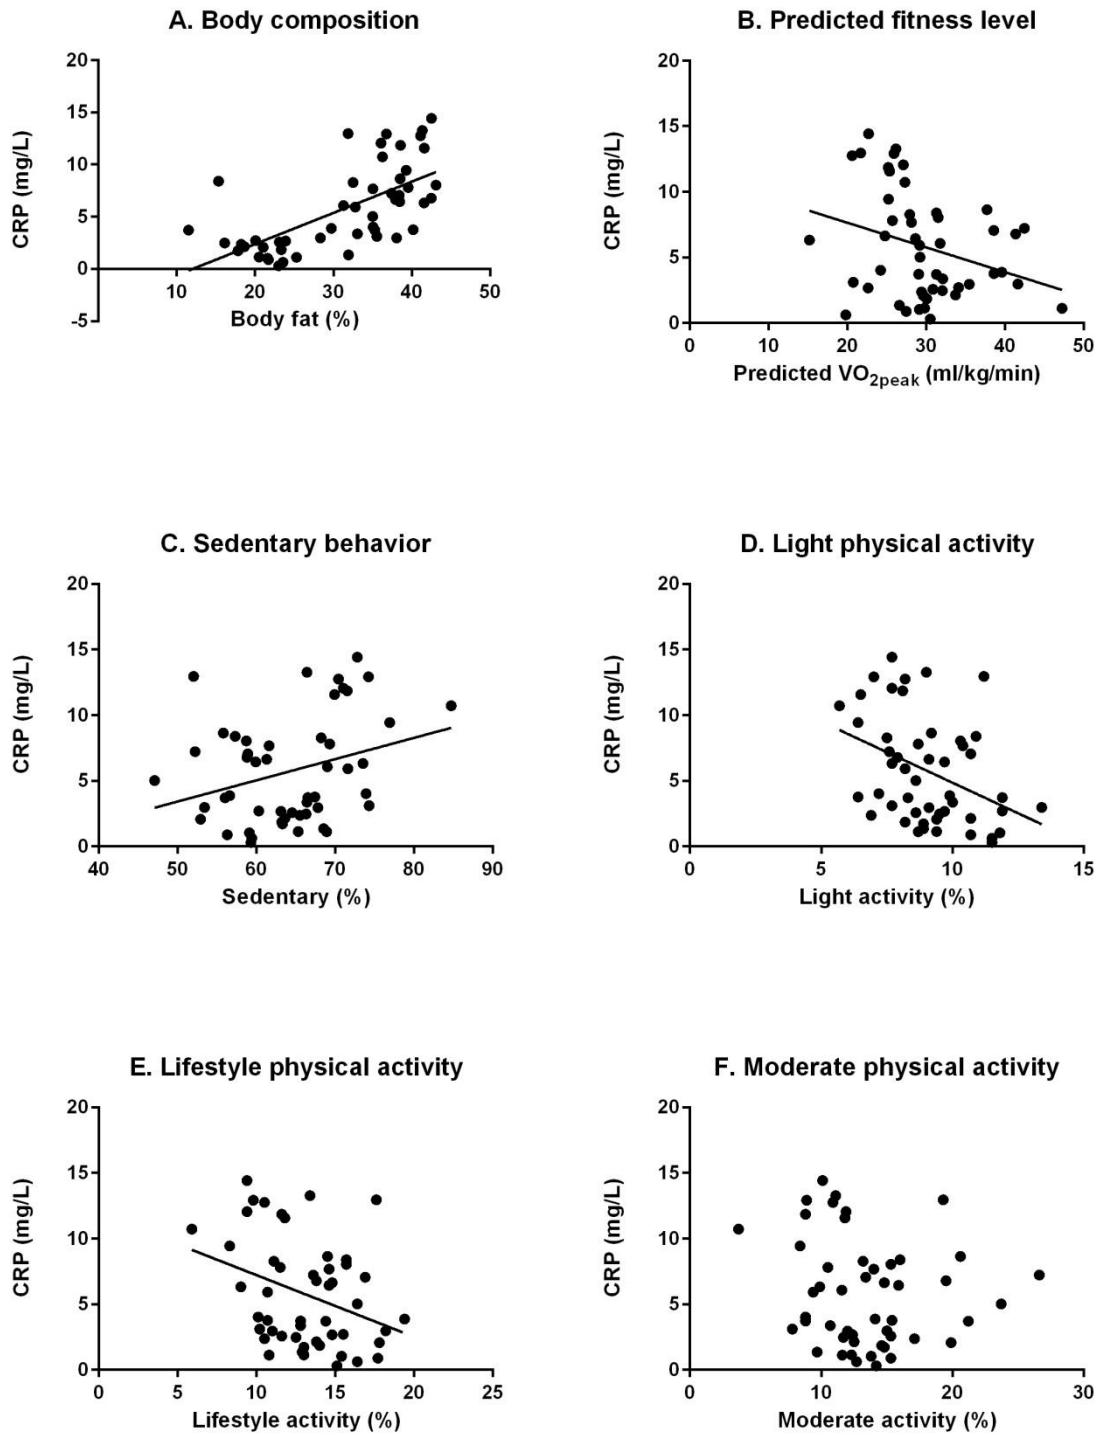 A. Body composition
20
15
10
5
0
-5
CRP (mg/L)
10 20 30 40 50
Body fat (%)
B. Predicted fitness level
20
15
10
5
0
CRP (mg/L)
0 10 20 30 40 50
Predicted VO2peak (ml/kg/min)
C. Sedentary behavior
20
15
10
5
0
CRP (mg/L)
40 50 60 70 80 90
Sedentary (%)
D. Light physical activity
20
15
10
5
0
CRP (mg/L)
0 5 10 15
Light activity (%)
E. Lifestyle physical activity
20
15
10
5
0
CRP (mg/L)
0 5 10 15 20 25
Lifestyle activity (%)
F. Moderate physical activity
20
15
10
5
0
CRP (mg/L)
0 10 20 30
Moderate activity (%)